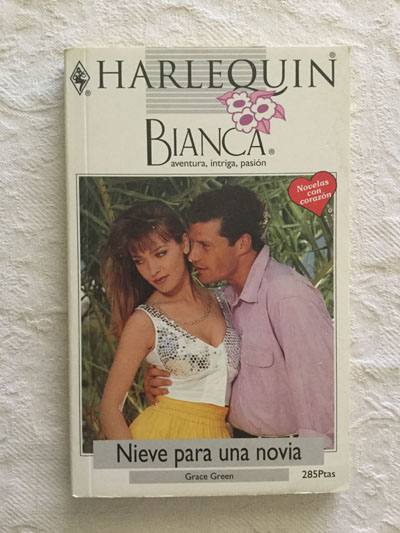 HARLEQUIN®
BIANCA®
aventura, intriga, pasión
Novelas
con
corazón
Nieve para una novia
Grace Green
285Ptas